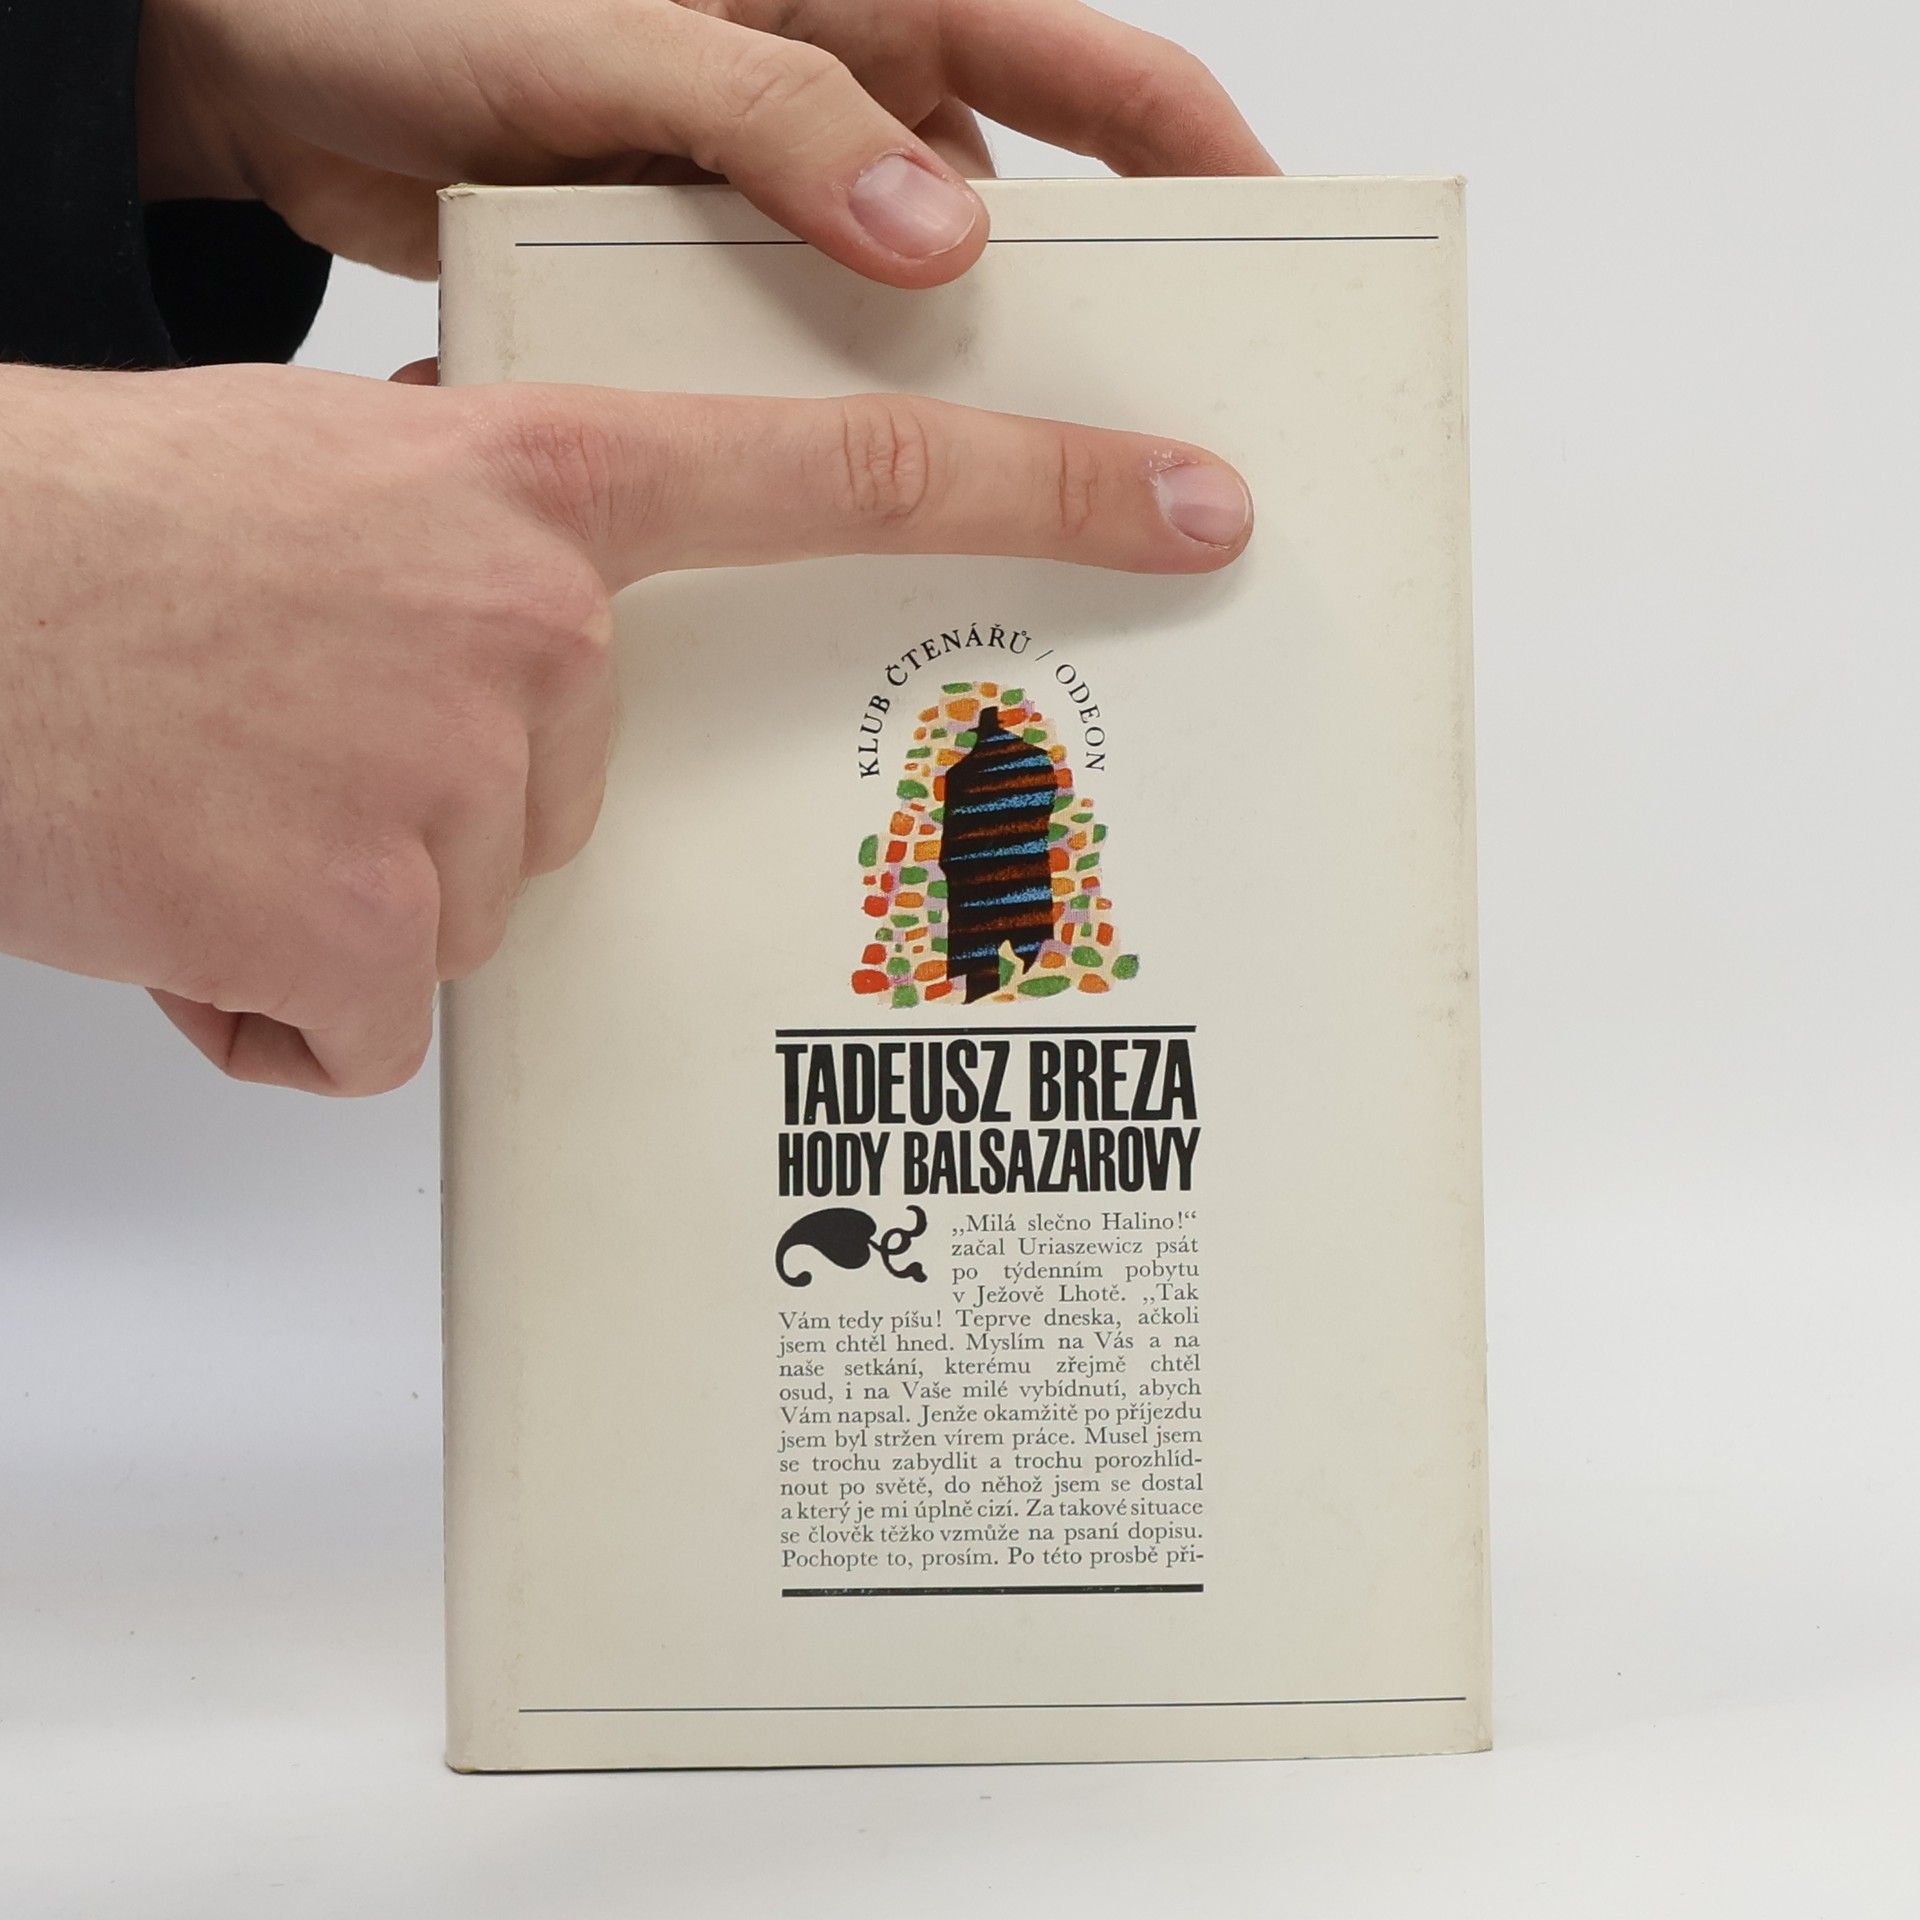 KLUB ČTENÁŘŮ / ODEON
TADEUSZ BREZA
HODY BALSAZAROVY
,,Milá slečno Halino!“
začal Uriaszewicz psát
po týdenním pobytu
v Ježově Lhotě. ,,Tak
Vám tedy píšu! Teprve dneska, ačkoli
jsem chtěl hned. Myslím na Vás a na
naše setkání, kterému zřejmě chtěl
osud, i na Vaše milé vybídnutí, abych
Vám napsal. Jenže okamžitě po příjezdu
jsem byl stržen vírem práce. Musel jsem
se trochu zabydlit a trochu porozhlíd-
nout po světě, do něhož jsem se dostal
a který je mi úplně cizí. Za takové situace
se člověk těžko vzmůže na psaní dopisu.
Pochopte to, prosím. Po této prosbě při-